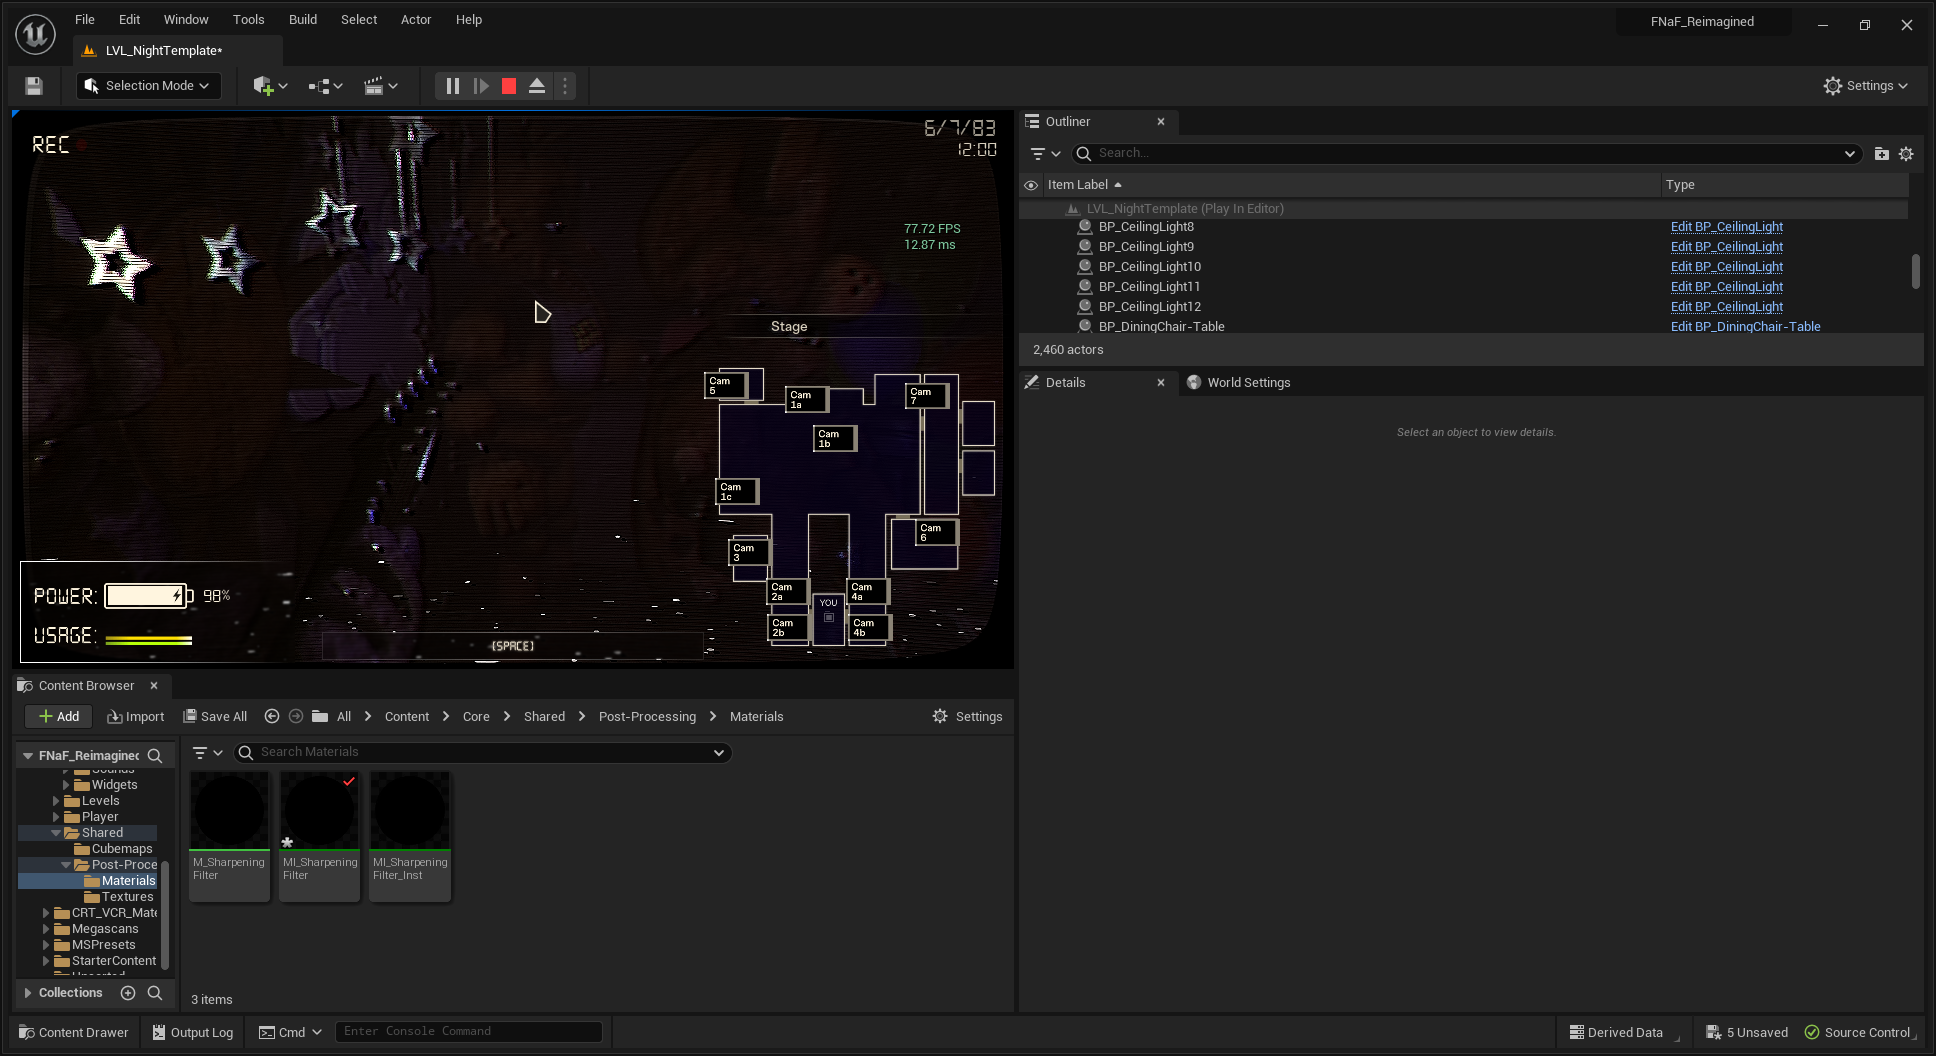 File Edit Window Tools Build Select Actor Help
FNaF_Reimagined
LVL_NightTemplate*
Selection Mode
Settings
REC
6/7/83
12:00
77.72 FPS
12.87 ms
Stage
Cam 5
Cam 1a
Cam 7
Cam 1b
Cam 1c
Cam 6
Cam 3
Cam 2a
Cam 4a
YOU
Cam 2b
Cam 4b
POWER: 98%
USAGE:
[SPACE]
Outliner
Search...
Item Label Type
LVL_NightTemplate (Play In Editor)
BP_CeilingLight8 Edit BP_CeilingLight
BP_CeilingLight9 Edit BP_CeilingLight
BP_CeilingLight10 Edit BP_CeilingLight
BP_CeilingLight11 Edit BP_CeilingLight
BP_CeilingLight12 Edit BP_CeilingLight
BP_DiningChair-Table Edit BP_DiningChair-Table
2,460 actors
Details World Settings
Select an object to view details.
Content Browser
Add Import Save All All Content Core Shared Post-Processing Materials Settings
FNaF_Reimagined
Search Materials
Sounds
Widgets
Levels
Player
Shared
Cubemaps
Post-Proce
Materials
Textures
CRT_VCR_Mate
Megascans
MSPresets
StarterContent
Collections
M_Sharpening
Filter
MI_Sharpening
Filter
MI_Sharpening
Filter_Inst
3 items
Content Drawer Output Log Cmd Enter Console Command Derived Data 5 Unsaved Source Control